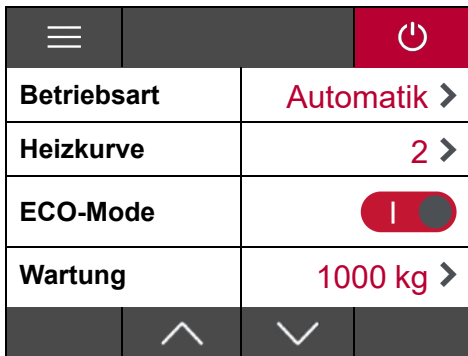 Betriebsart Automatik
Heizkurve 2
ECO-Mode
Wartung 1000 kg